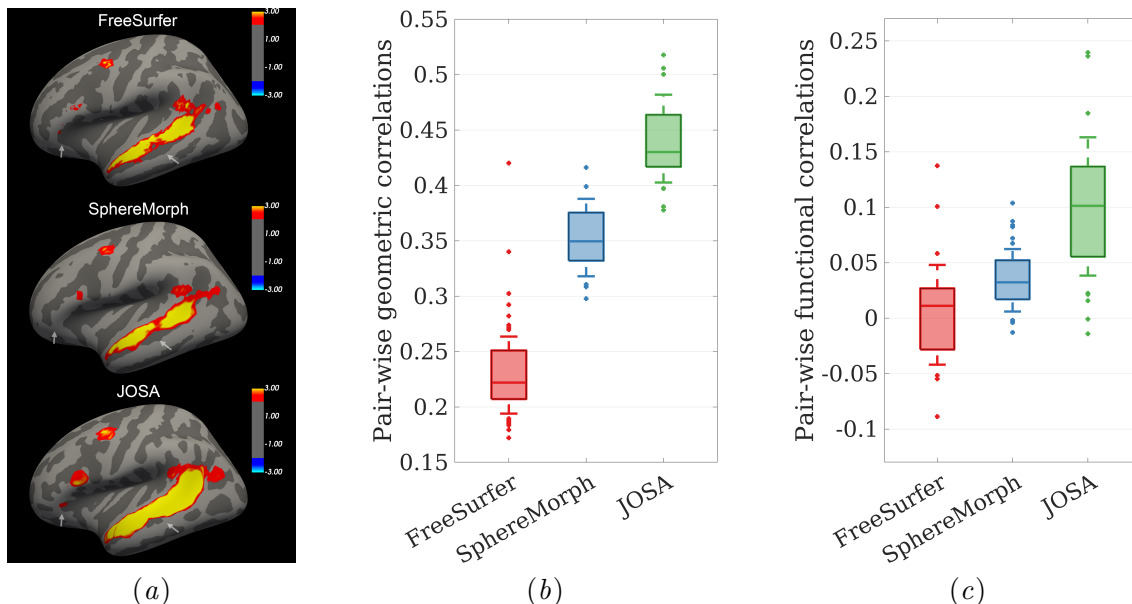 FreeSurfer
3.00
1.00
-1.00
-3.00
SphereMorph
3.00
1.00
-1.00
-3.00
JOSA
3.00
1.00
-1.00
-3.00
(a)
Pair-wise geometric correlations
0.55
0.5
0.45
0.4
0.35
0.3
0.25
0.2
0.15
FreeSurfer
SphereMorph
JOSA
(b)
Pair-wise functional correlations
0.25
0.2
0.15
0.1
0.05
0
-0.05
-0.1
FreeSurfer
SphereMorph
JOSA
(c)